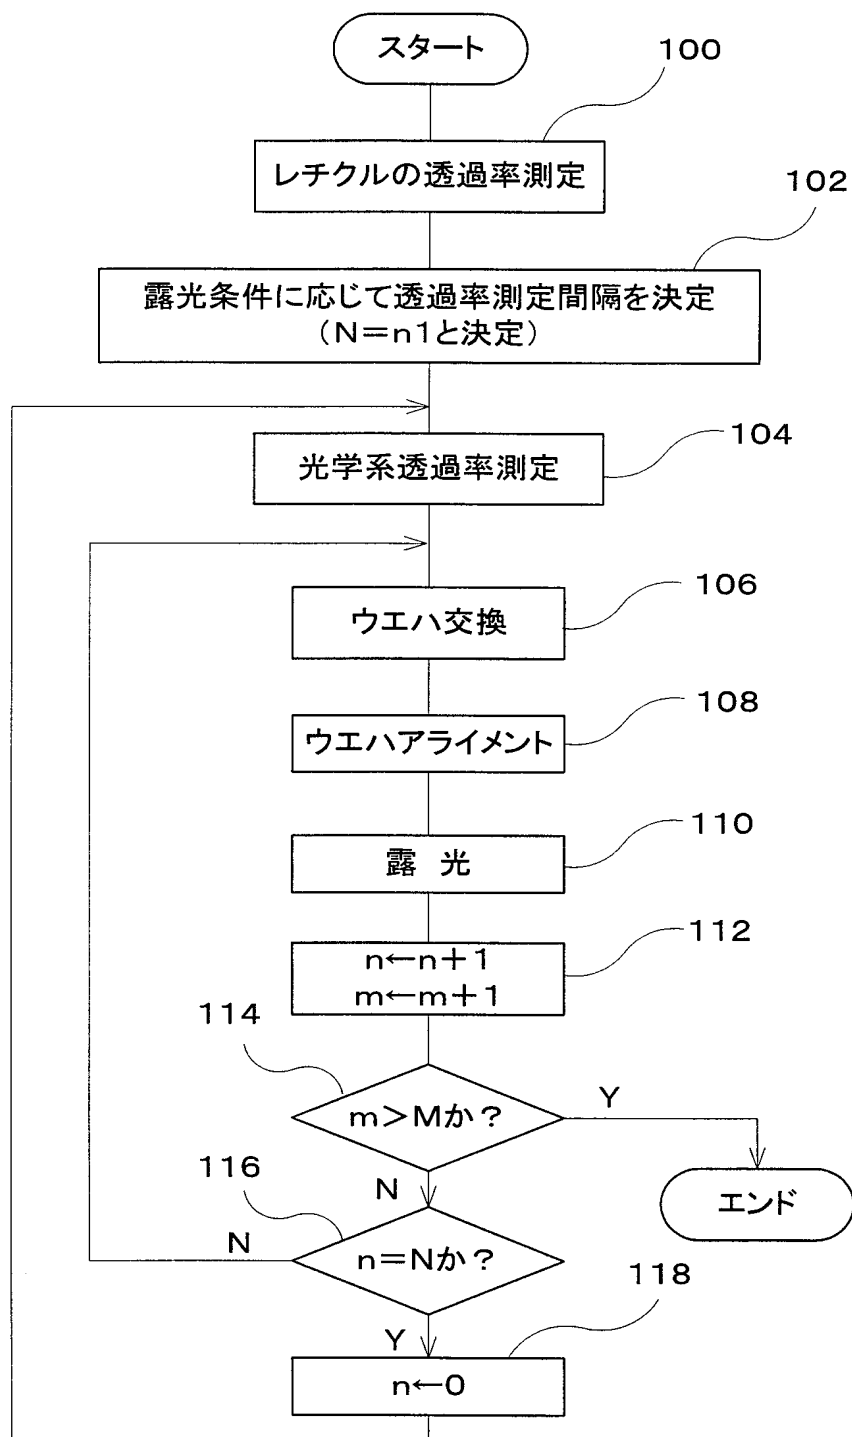 スタート
100
レチクルの透過率測定
102
露光条件に応じて透過率測定間隔を決定
（N＝n1と決定）
104
光学系透過率測定
106
ウエハ交換
108
ウエハアライメント
110
露 光
112
n←n＋1
m←m＋1
114
m＞Mか？
Y
エンド
116
N
n＝Nか？
N
118
Y
n←0